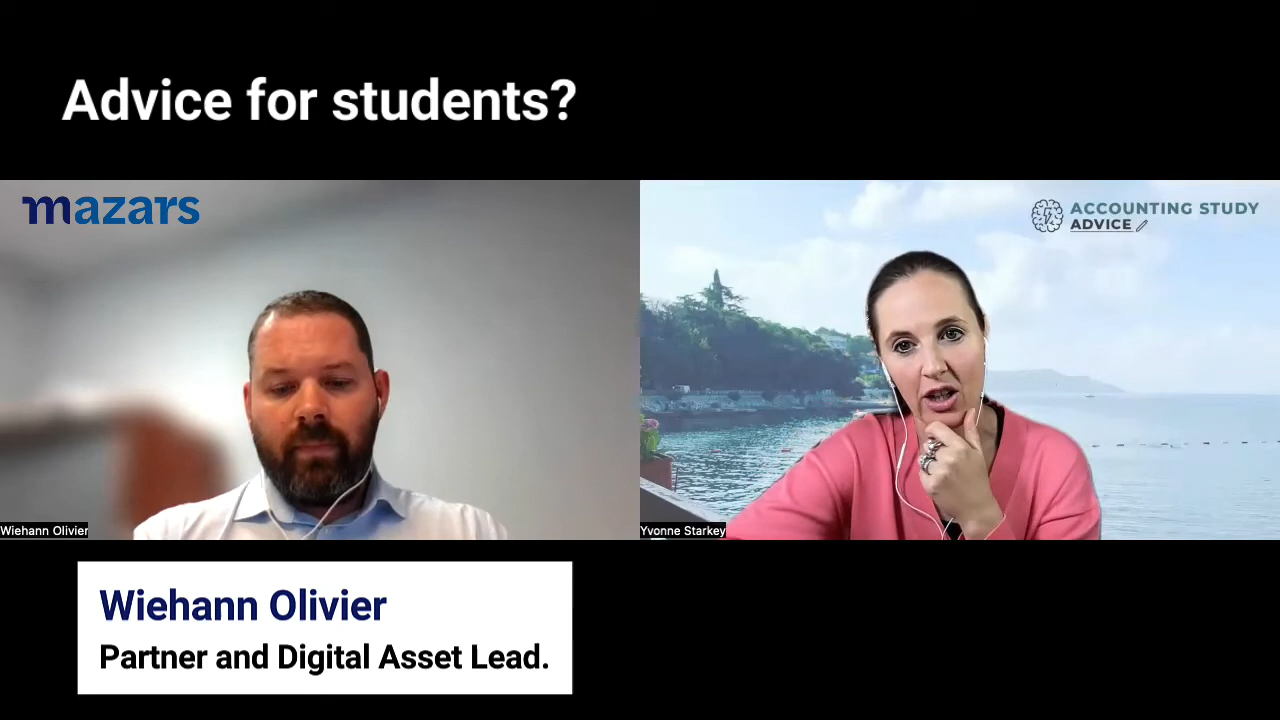 Advice for students?
mazars
ACCOUNTING STUDY
ADVICE
Wiehann Olivier
Yvonne Starkey
Wiehann Olivier
Partner and Digital Asset Lead.